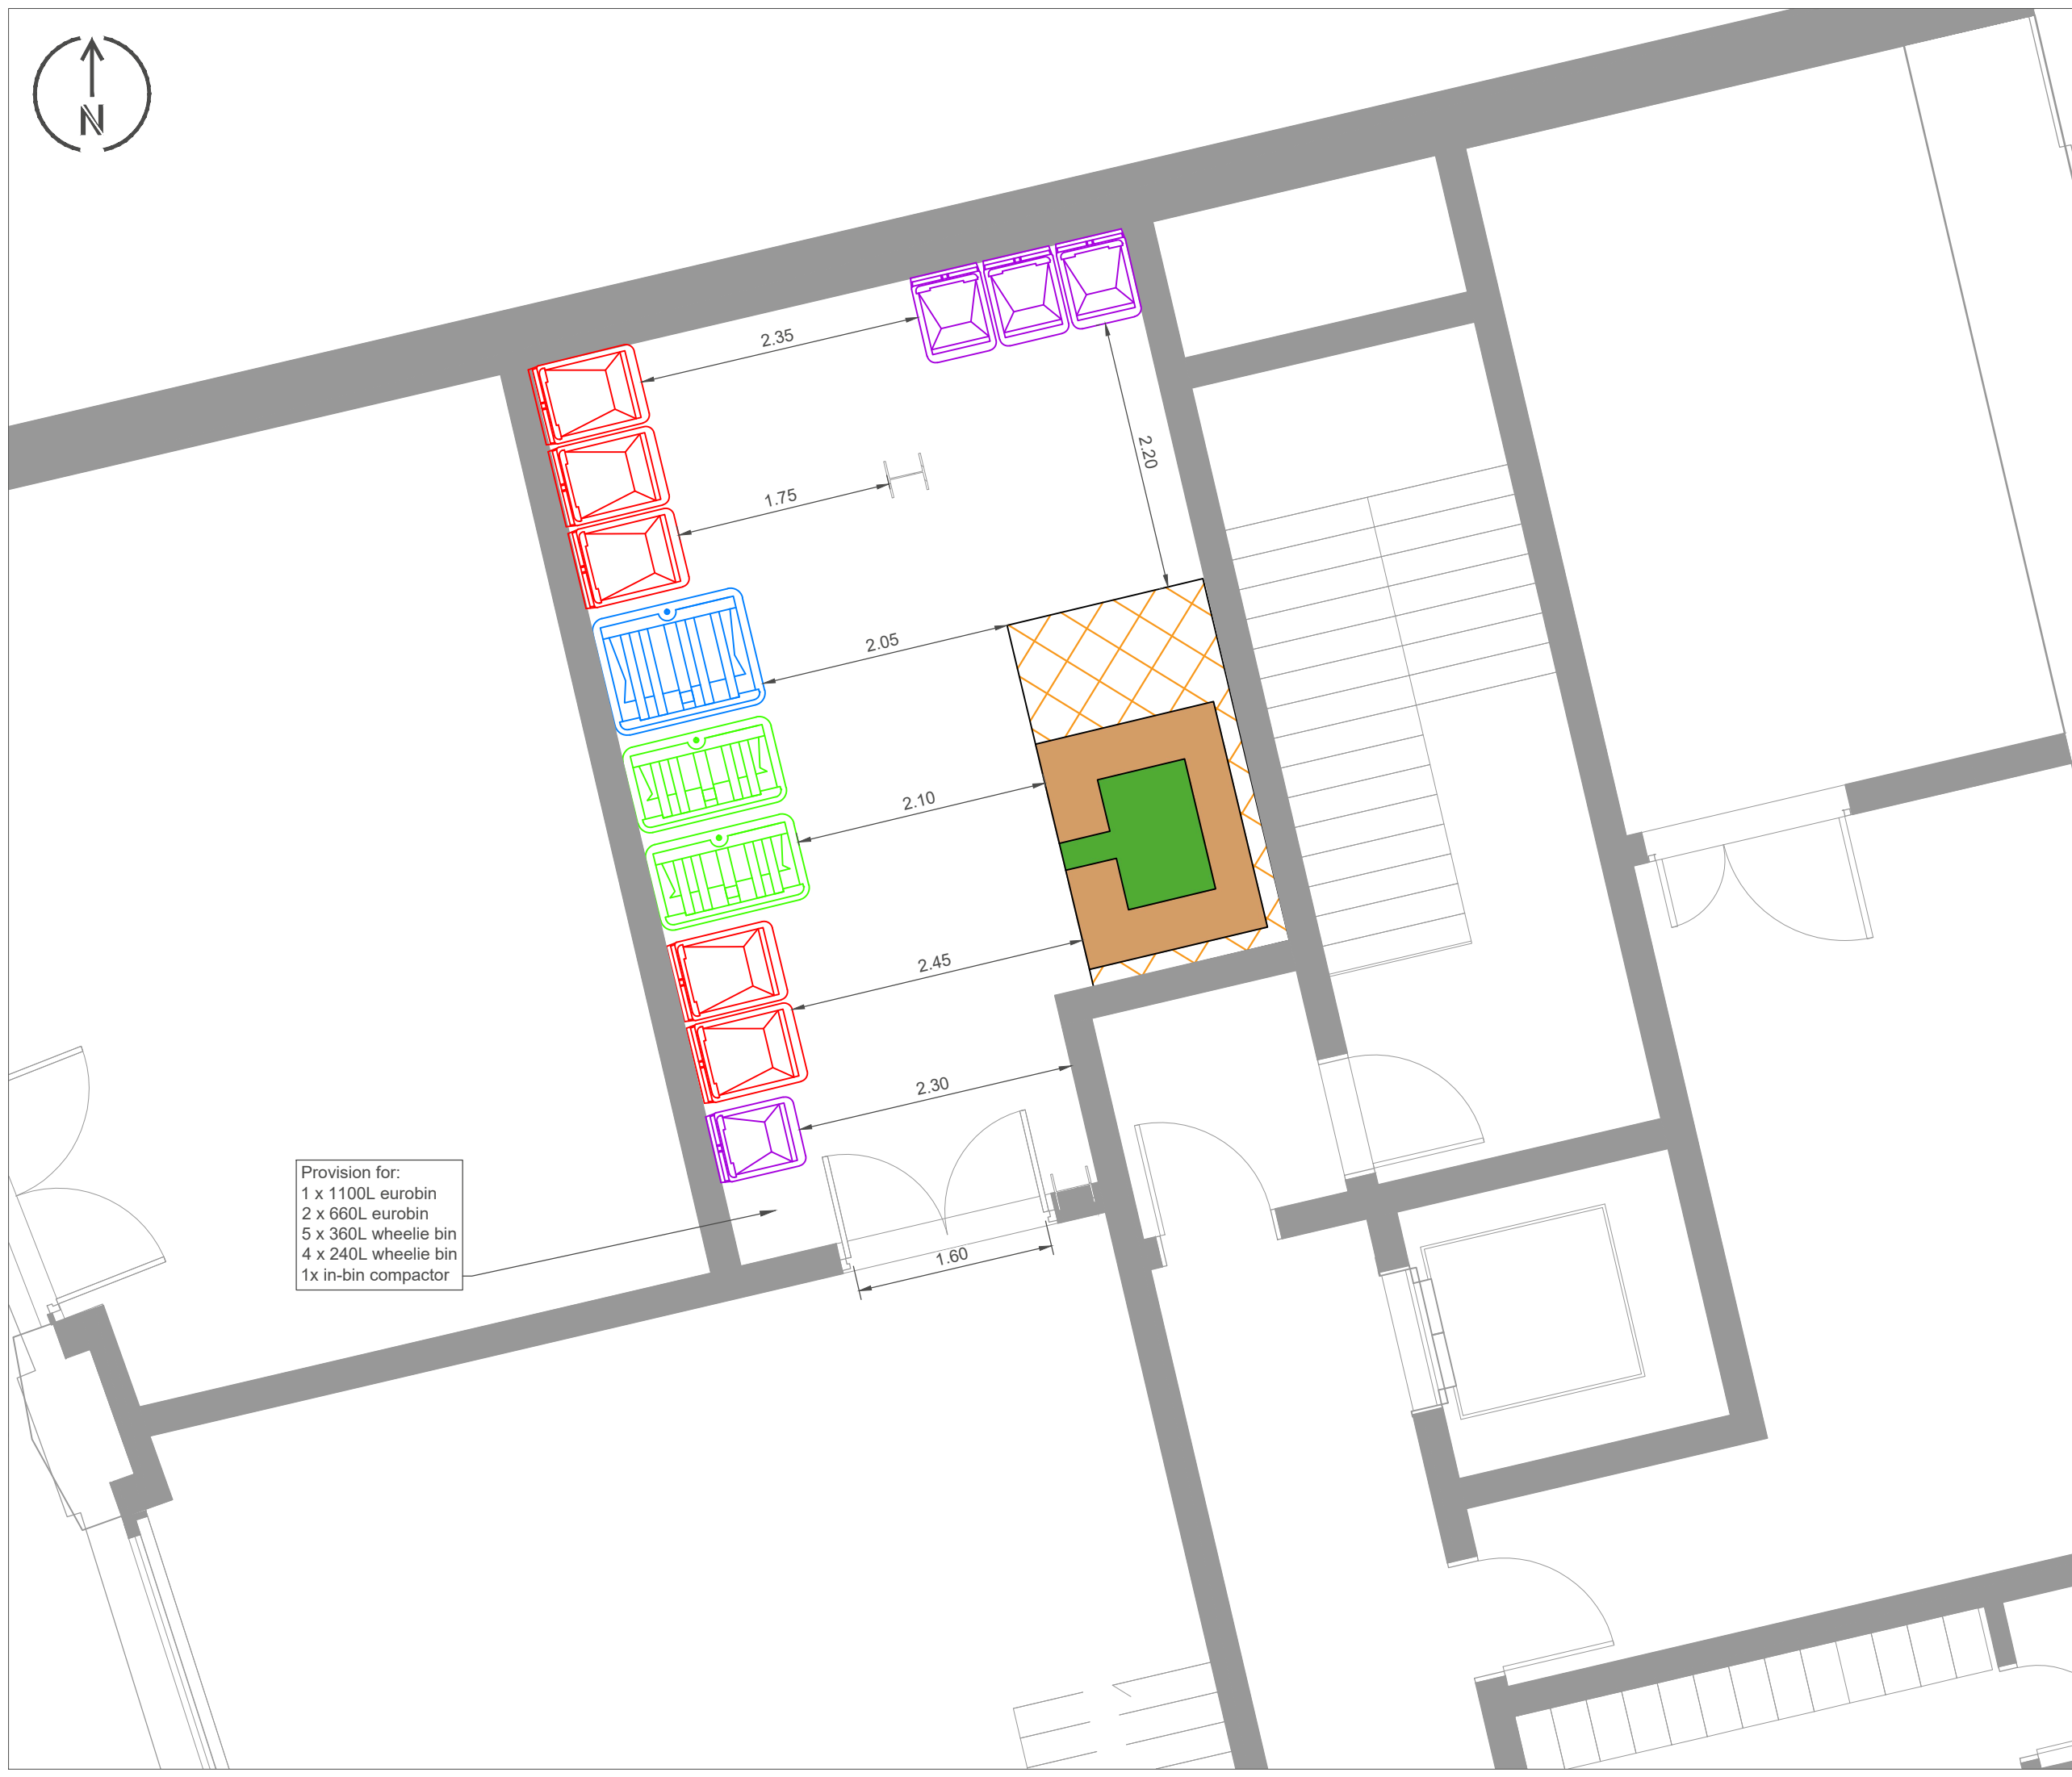 N
2.35
2.20
1.75
2.05
2.10
2.45
2.30
Provision for:
1 x 1100L eurobin
2 x 660L eurobin
5 x 360L wheelie bin
4 x 240L wheelie bin
1x in-bin compactor
1.60